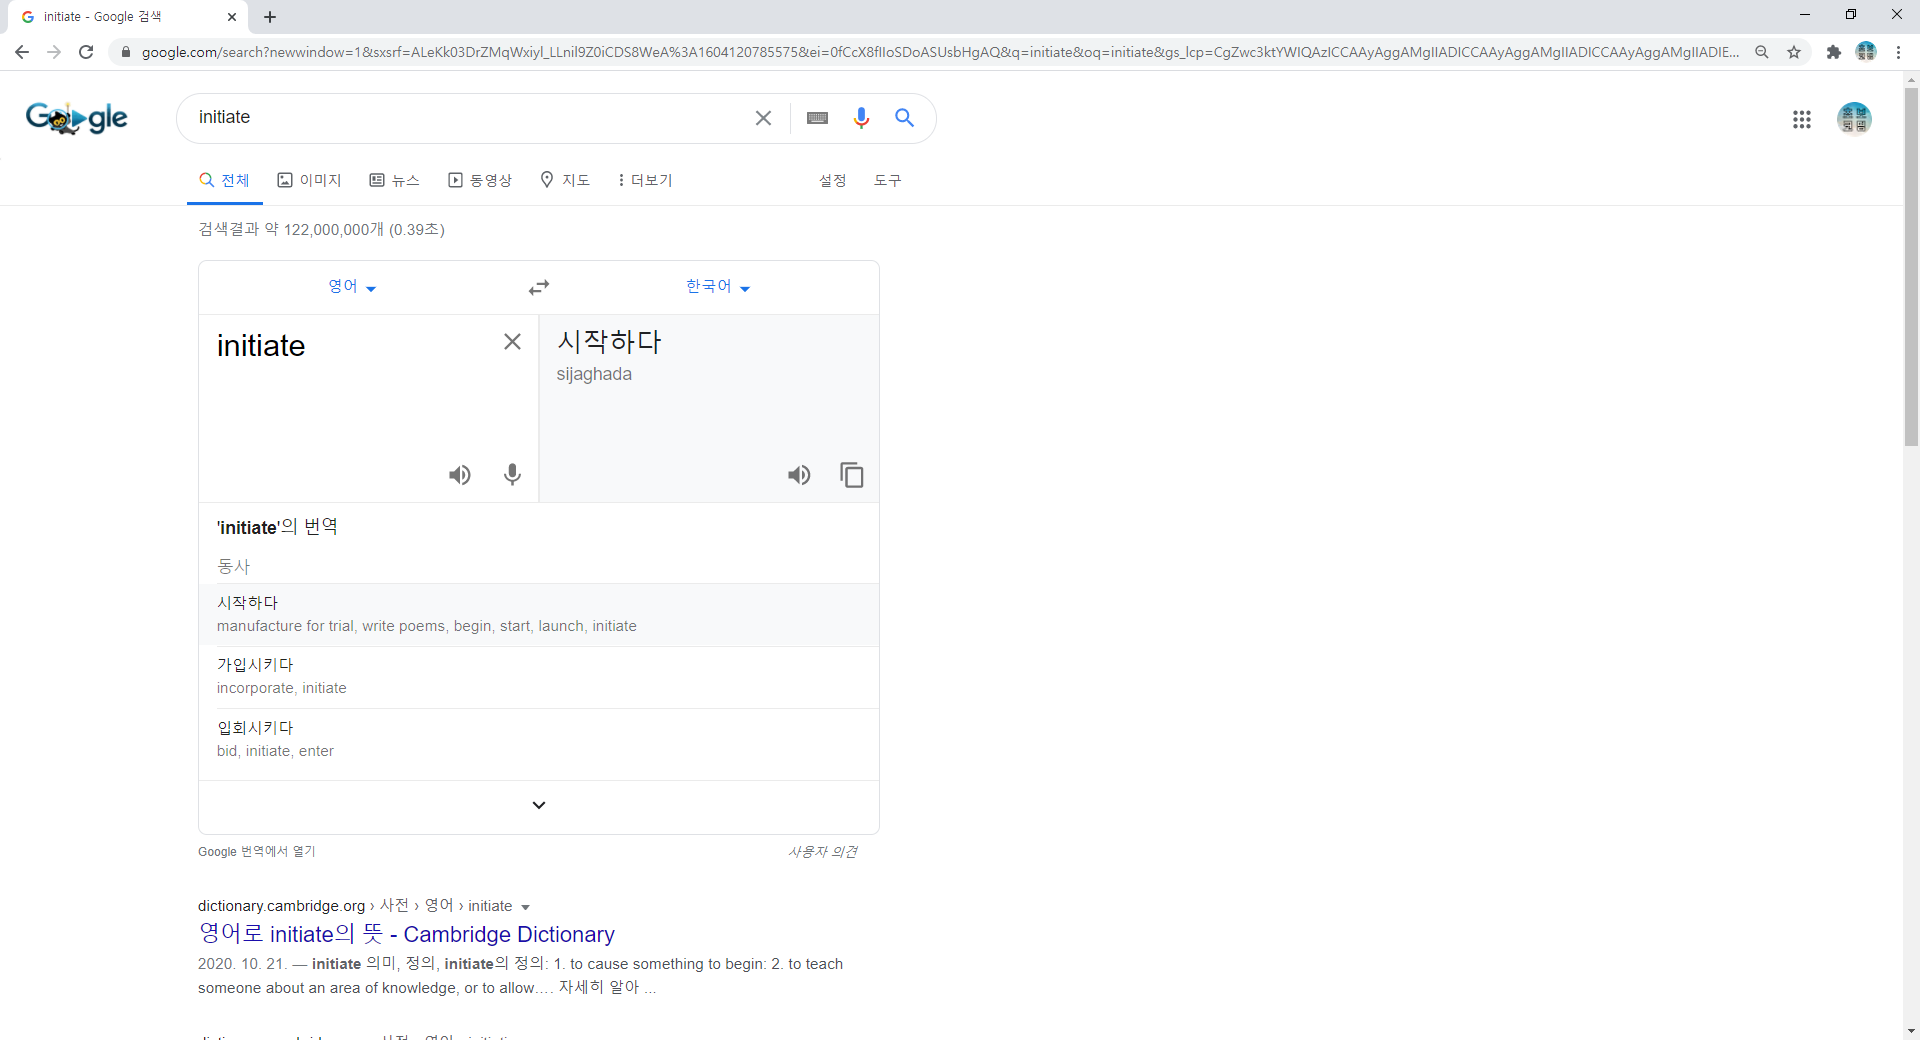 initiate - Google 검색
google.com/search?newwindow=1&sxsrf=ALeKk03DrZMqWxiyl_LLnil9Z0iCDS8WeA%3A1604120785575&ei=0fCcX8flIoSDoASUsbHgAQ&q=initiate&oq=initiate&gs_lcp=CgZwc3ktYWIQAzICCAAyAggAMgIIADICCAAyAggAMgIIADICCAAyAggAMgIIADIE...
Google
initiate
전체 이미지 뉴스 동영상 지도 더보기 설정 도구
검색결과 약 122,000,000개 (0.39초)
영어 한국어
initiate
시작하다
sijaghada
'initiate'의 번역
동사
시작하다
manufacture for trial, write poems, begin, start, launch, initiate
가입시키다
incorporate, initiate
입회시키다
bid, initiate, enter
Google 번역에서 열기 사용자 의견
dictionary.cambridge.org › 사전 › 영어 › initiate
영어로 initiate의 뜻 - Cambridge Dictionary
2020. 10. 21. — initiate 의미, 정의, initiate의 정의: 1. to cause something to begin: 2. to teach
someone about an area of knowledge, or to allow…. 자세히 알아 ...